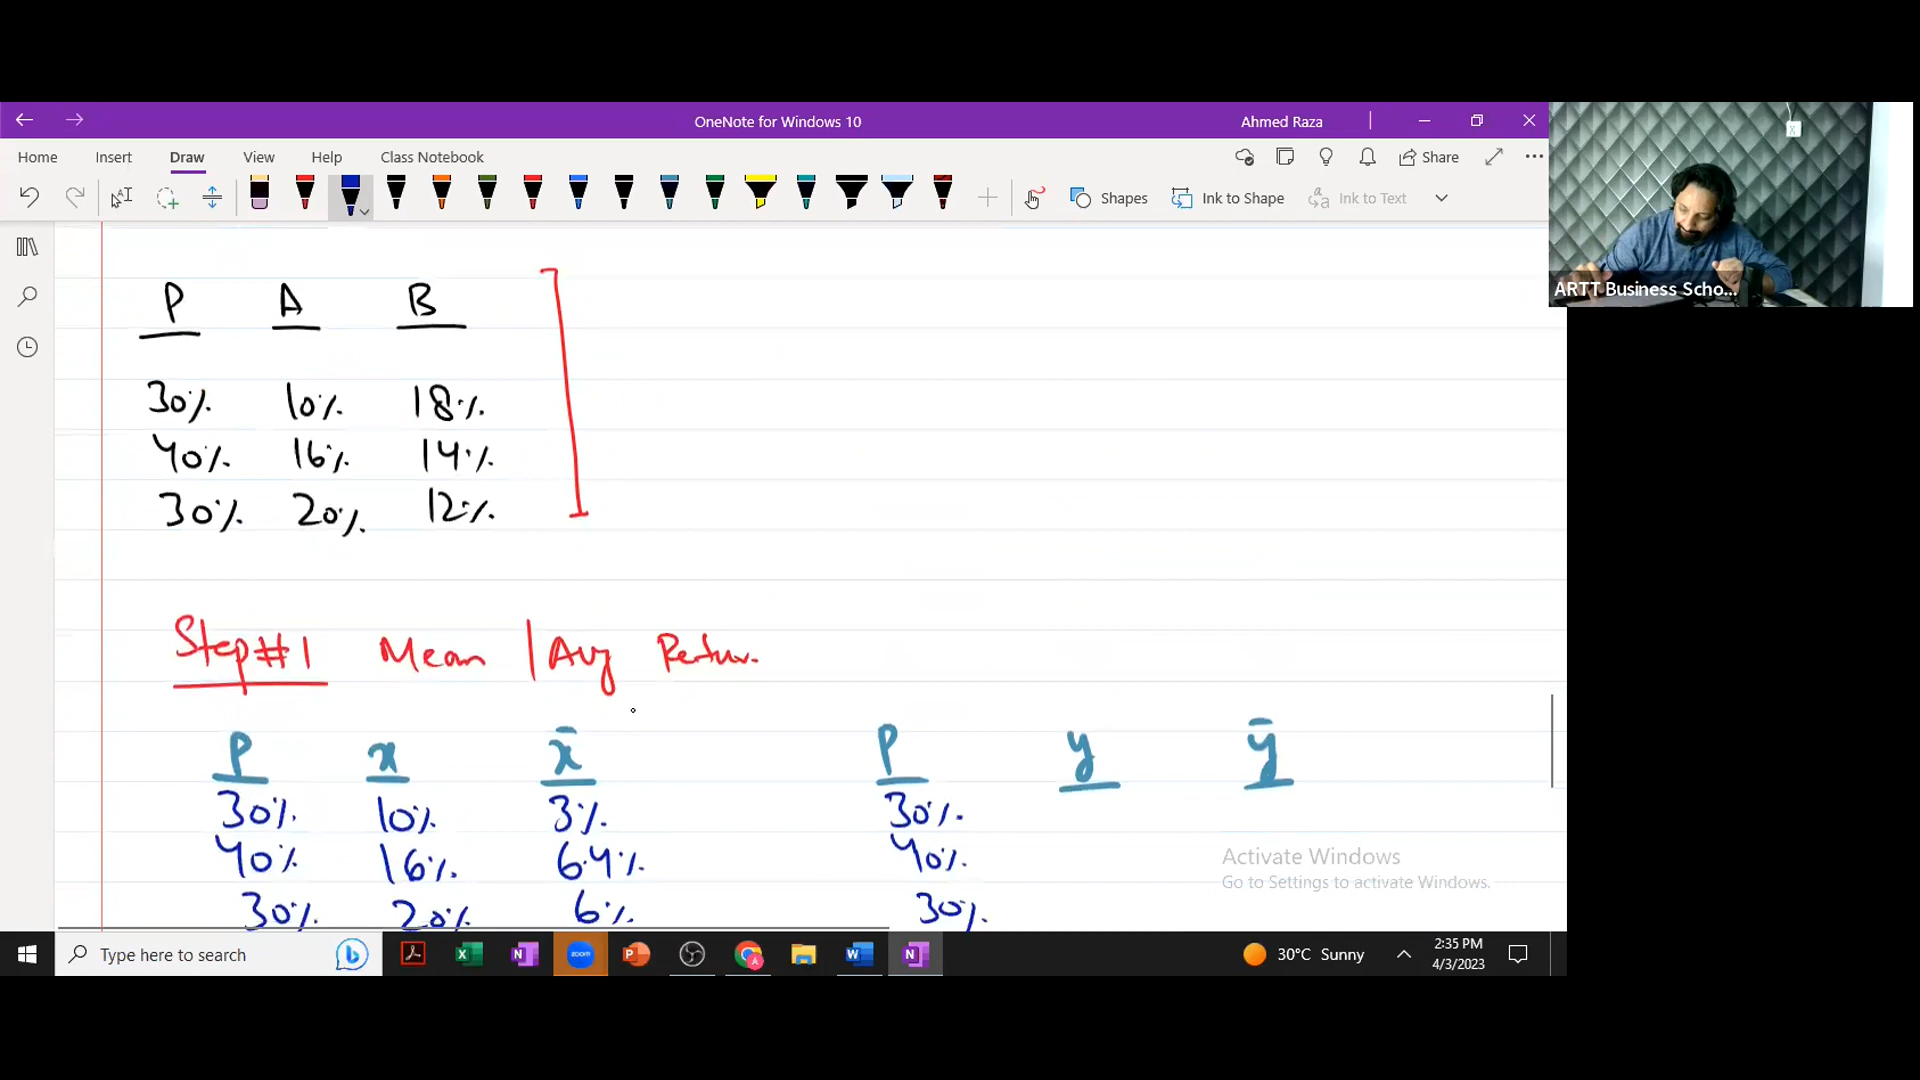 OneNote for Windows 10
Ahmed Raza
Home Insert Draw View Help Class Notebook
Share
Shapes Ink to Shape Ink to Text
ARTT Business Scho...
P A B
30% 10% 18%
40% 16% 14%
30% 20% 12%
Step#1 Mean / Avg Return
P x x̄ P y ȳ
30% 10% 3% 30%
40% 16% 6.4% 40%
30% 20% 6% 30%
Activate Windows
Go to Settings to activate Windows.
Type here to search
zoom
30°C Sunny
2:35 PM
4/3/2023